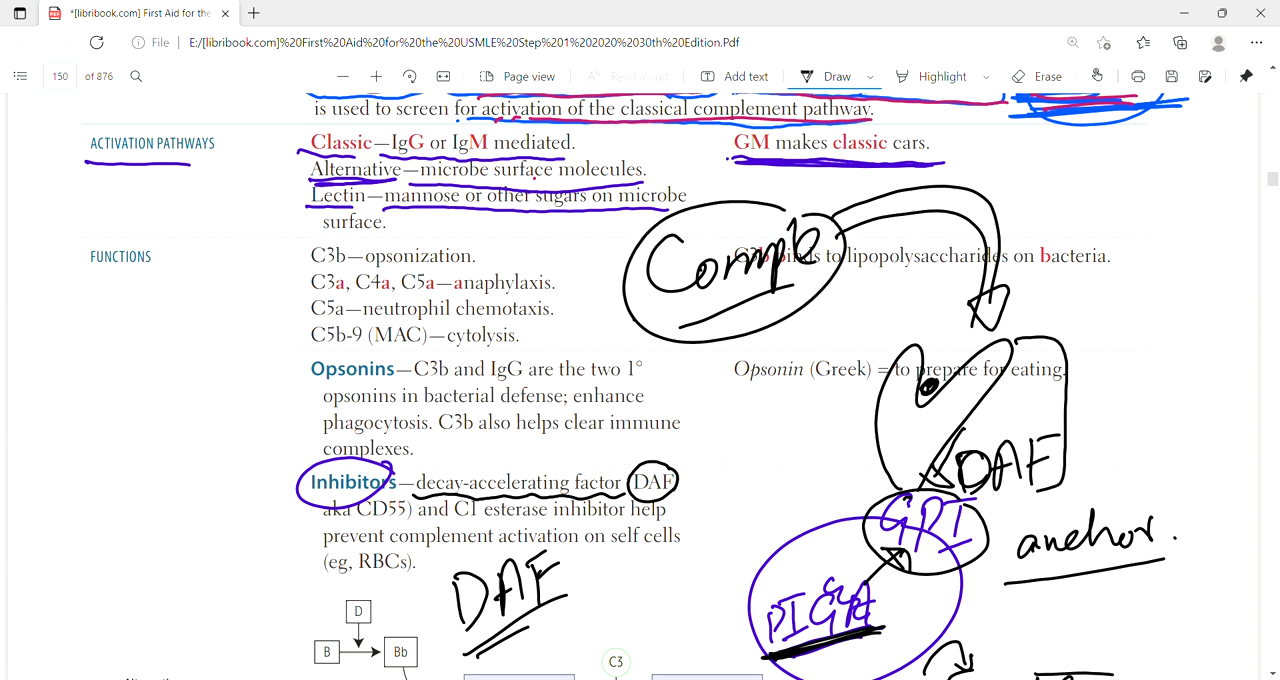 *[libribook.com] First Aid for the
File E:/[libribook.com]%20First%20Aid%20for%20the%20USMLE%20Step%201%202020%2030th%20Edition.Pdf
150 of 876 Page view Read aloud Add text Draw Highlight Erase
is used to screen for activation of the classical complement pathway.
ACTIVATION PATHWAYS
Classic—IgG or IgM mediated.
Alternative—microbe surface molecules.
Lectin—mannose or other sugars on microbe
surface.
GM makes classic cars.
FUNCTIONS
C3b—opsonization.
C3a, C4a, C5a—anaphylaxis.
C5a—neutrophil chemotaxis.
C5b-9 (MAC)—cytolysis.
C3b binds to lipopolysaccharides on bacteria.
Comple
Opsonins—C3b and IgG are the two 1°
opsonins in bacterial defense; enhance
phagocytosis. C3b also helps clear immune
complexes.
Opsonin (Greek) = to prepare for eating.
DAF
Inhibitors—decay-accelerating factor (DAF
aka CD55) and C1 esterase inhibitor help
prevent complement activation on self cells
(eg, RBCs).
GPI
anchor.
PIGA
DAF
D
B
Bb
C3